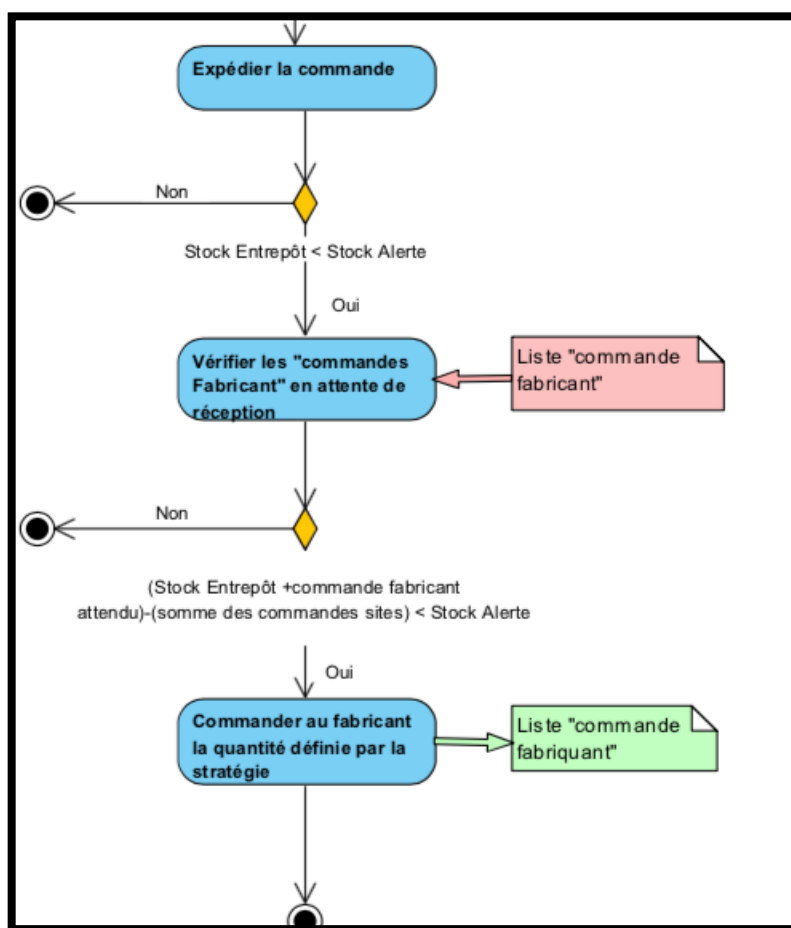 Expédier la commande
Non
Stock Entrepôt < Stock Alerte
Oui
Vérifier les "commandes
Fabricant" en attente de
réception
Liste "commande
fabricant"
Non
(Stock Entrepôt +commande fabricant
attendu)-(somme des commandes sites) < Stock Alerte
Oui
Commander au fabricant
la quantité définie par la
stratégie
Liste "commande
fabriquant"